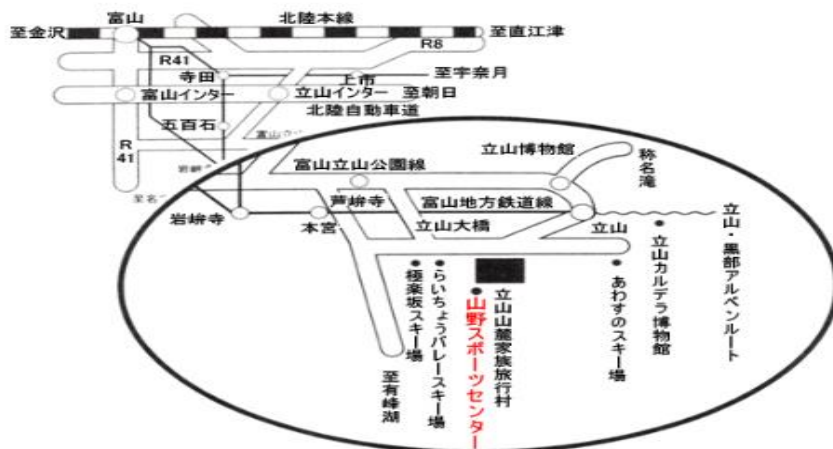 富山
北陸本線
至金沢
至直江津
R8
R41
寺田
上市
至宇奈月
富山インター
立山インター
至朝日
北陸自動車道
五百石
R
41
富山立山公園線
立山博物館
称名滝
芦峅寺
富山地方鉄道線
岩峅寺
本宮
立山大橋
立山
立山・黒部アルペンルート
立山カルデラ博物館
あわすのスキー場
立山山麓家族旅行村
山野スポーツセンター
らいちょうバレースキー場
極楽坂スキー場
至有峰湖